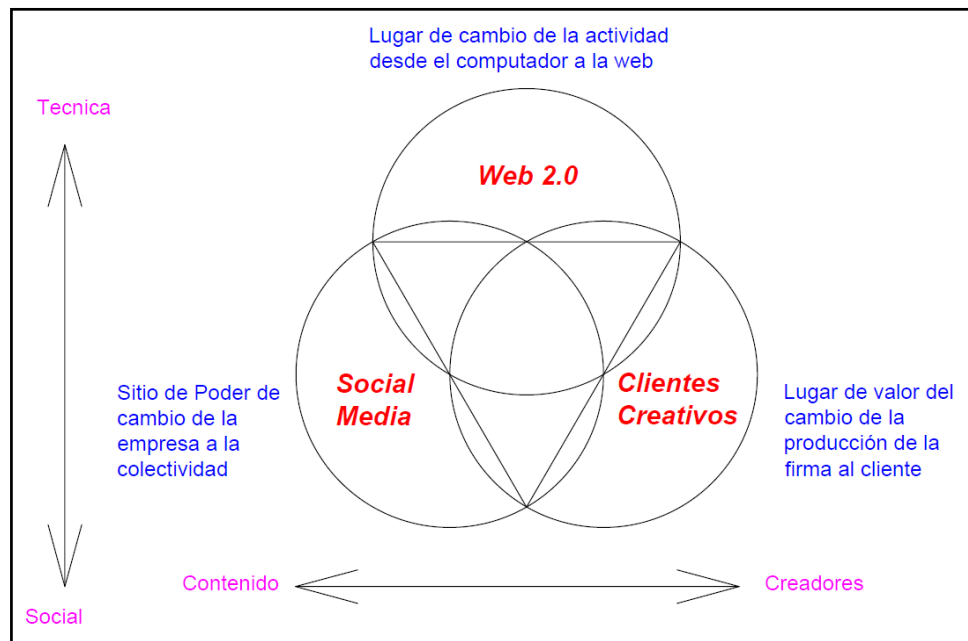 Lugar de cambio de la actividad
desde el computador a la web
Tecnica
Web 2.0
Social
Media
Clientes
Creativos
Sitio de Poder de
cambio de la
empresa a la
colectividad
Lugar de valor del
cambio de la
producción de la
firma al cliente
Contenido
Creadores
Social